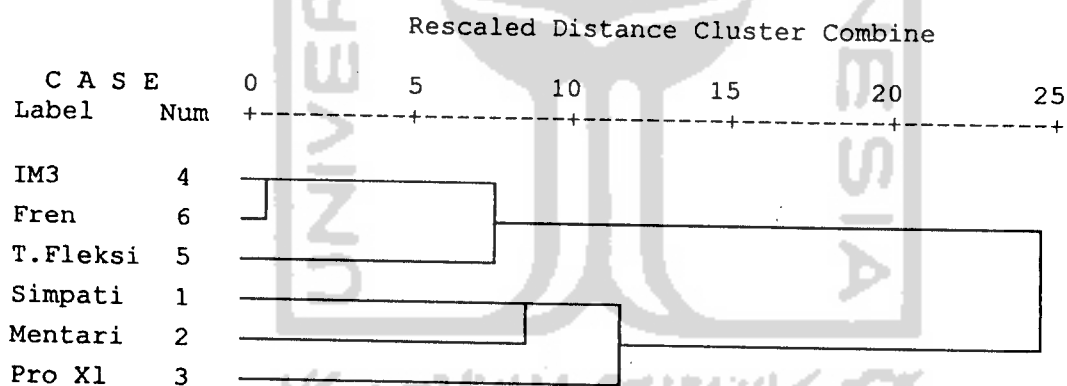 Rescaled Distance Cluster Combine
C A S E 0 5 10 15 20 25
Label Num +---------+---------+---------+---------+---------+
IM3 4
Fren 6
T.Fleksi 5
Simpati 1
Mentari 2
Pro Xl 3